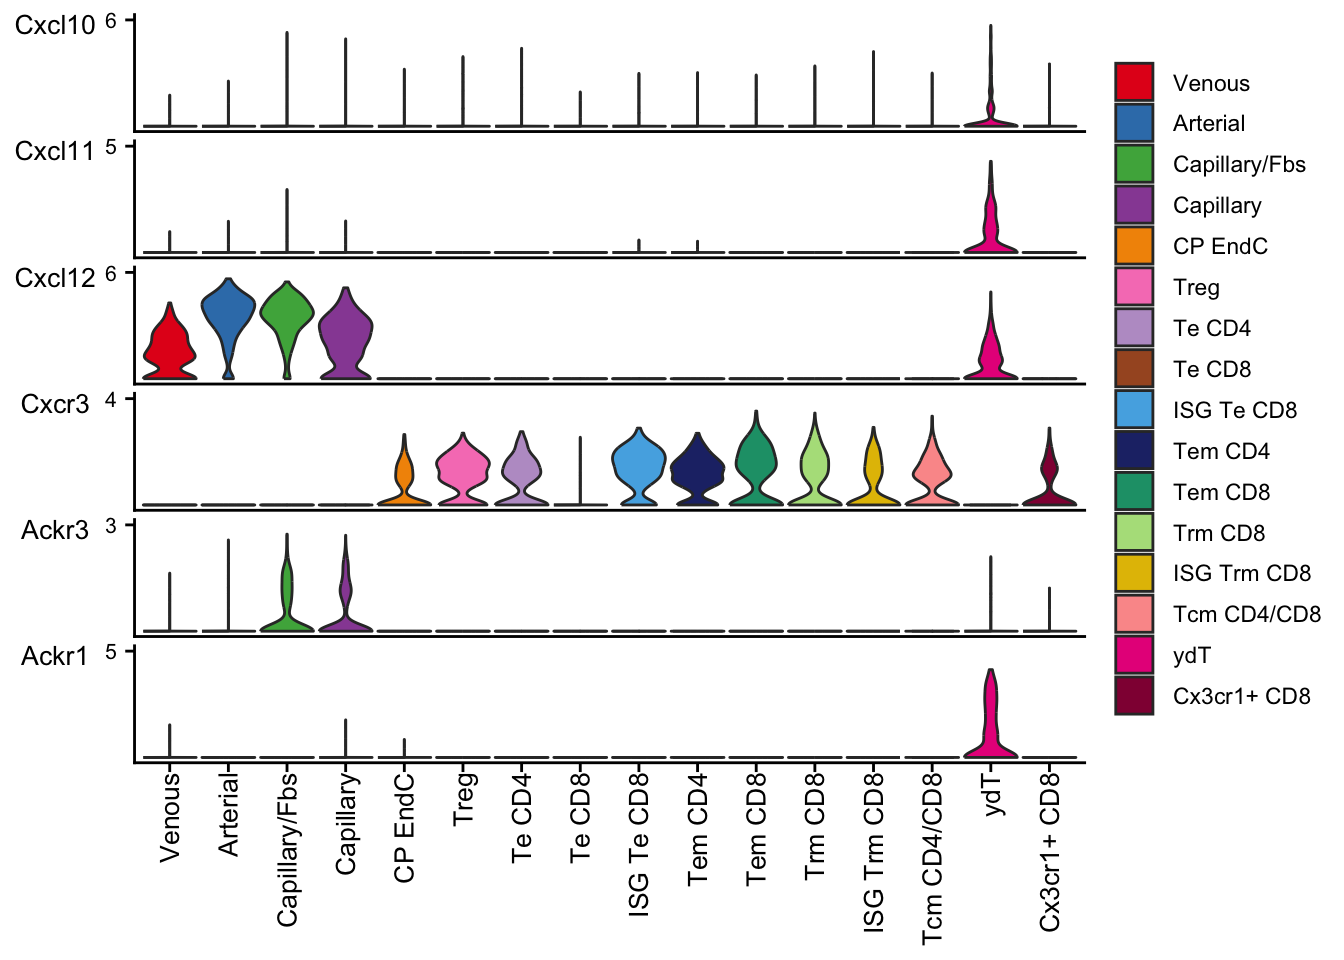 Cxcl10 6
Cxcl11 5
Cxcl12 6
Cxcr3 4
Ackr3 3
Ackr1 5
Venous
Arterial
Capillary/Fbs
Capillary
CP EndC
Treg
Te CD4
Te CD8
ISG Te CD8
Tem CD4
Tem CD8
Trm CD8
ISG Trm CD8
Tcm CD4/CD8
ydT
Cx3cr1+ CD8
Venous
Arterial
Capillary/Fbs
Capillary
CP EndC
Treg
Te CD4
Te CD8
ISG Te CD8
Tem CD4
Tem CD8
Trm CD8
ISG Trm CD8
Tcm CD4/CD8
ydT
Cx3cr1+ CD8